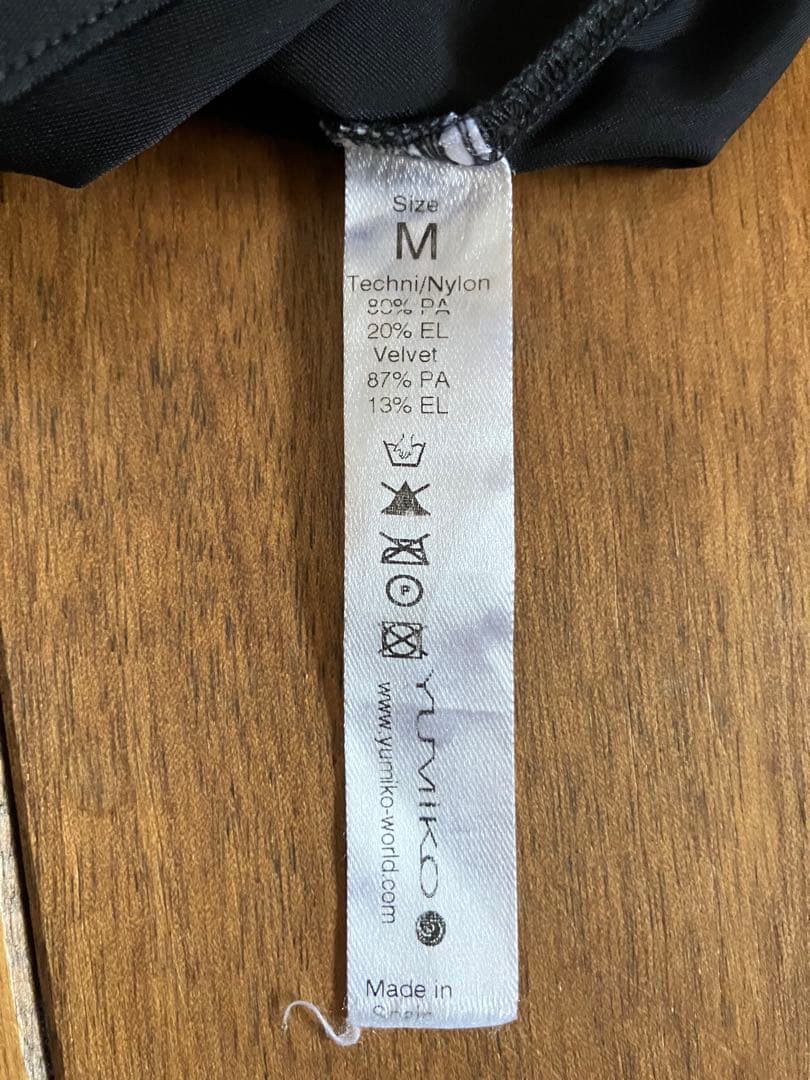 Size
M
Techni/Nylon
80% PA
20% EL
Velvet
87% PA
13% EL
P
YUMIKO
www.yumiko-world.com
Made in
Spain